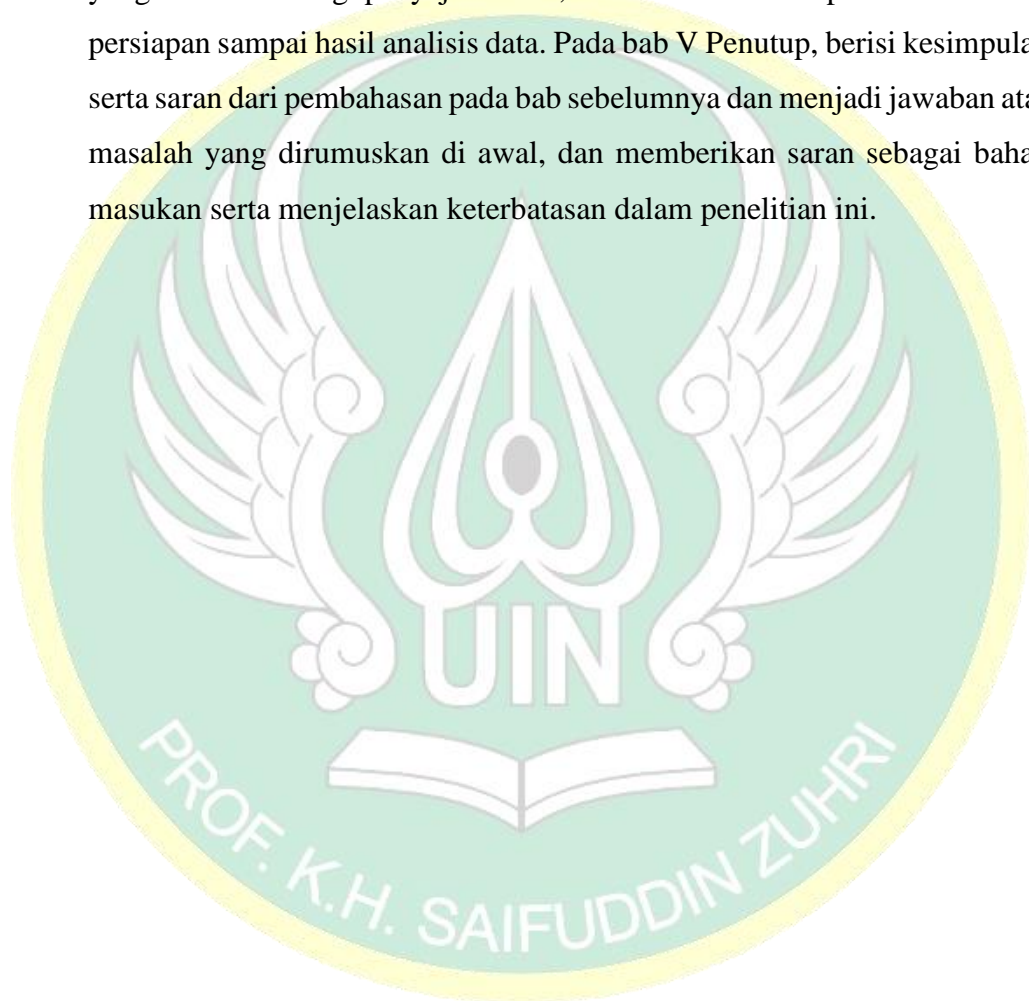 persiapan sampai hasil analisis data. Pada bab V Penutup, berisi kesimpula
serta saran dari pembahasan pada bab sebelumnya dan menjadi jawaban ata
masalah yang dirumuskan di awal, dan memberikan saran sebagai baha
masukan serta menjelaskan keterbatasan dalam penelitian ini.
UIN
PROF. K.H. SAIFUDDIN ZUHRI